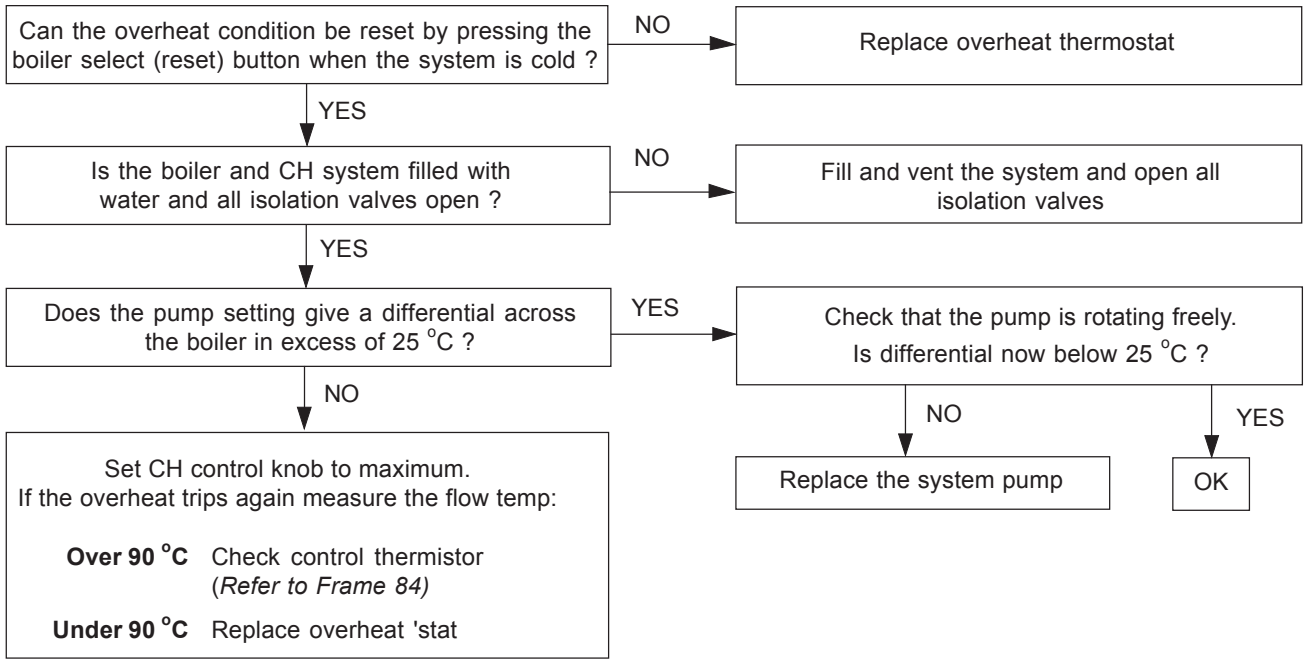 Can the overheat condition be reset by pressing the
boiler select (reset) button when the system is cold ?
NO
Replace overheat thermostat
YES
Is the boiler and CH system filled with
water and all isolation valves open ?
NO
Fill and vent the system and open all
isolation valves
YES
Does the pump setting give a differential across
the boiler in excess of 25 °C ?
YES
Check that the pump is rotating freely.
Is differential now below 25 °C ?
NO
NO
YES
Set CH control knob to maximum.
If the overheat trips again measure the flow temp:
Over 90 °C Check control thermistor
(Refer to Frame 84)
Under 90 °C Replace overheat 'stat
Replace the system pump
OK